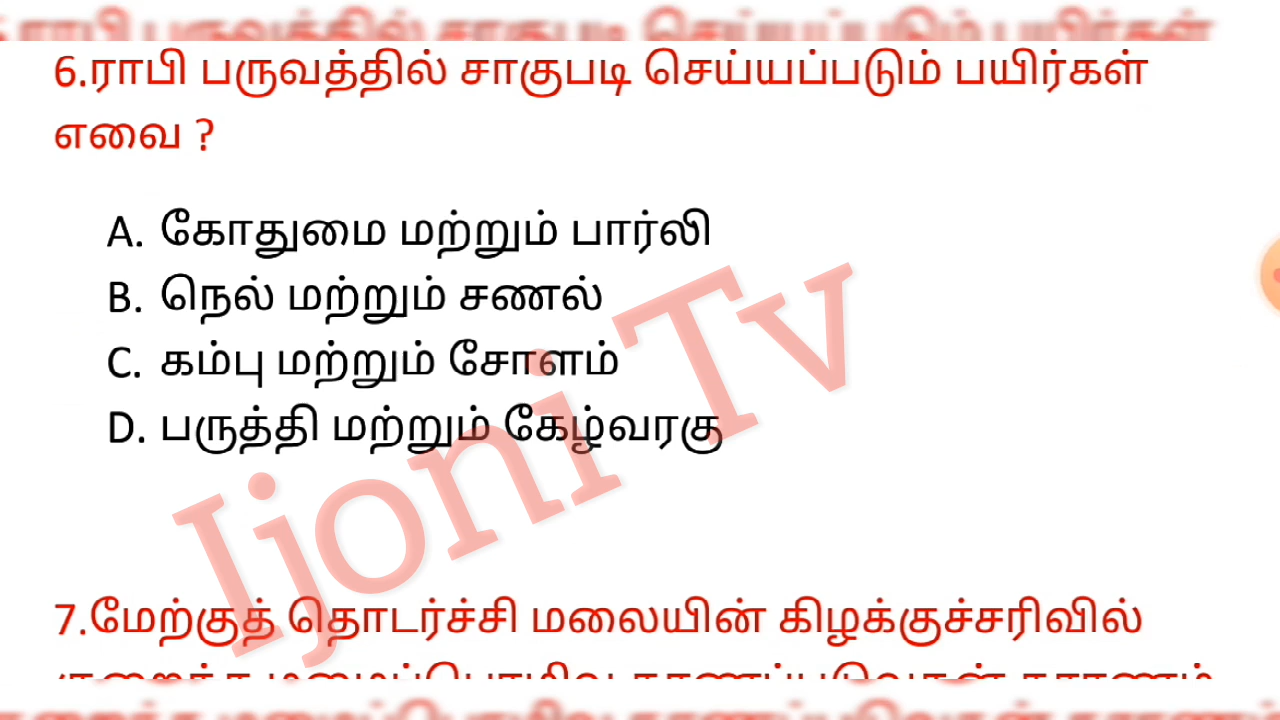 6.ராபி பருவத்தில் சாகுபடி செய்யப்படும் பயிர்கள்
எவை ?
A. கோதுமை மற்றும் பார்லி
B. நெல் மற்றும் சணல்
C. கம்பு மற்றும் சோளம்
D. பருத்தி மற்றும் கேழ்வரகு
Ijoni Tv
7.மேற்குத் தொடர்ச்சி மலையின் கிழக்குச்சரிவில்